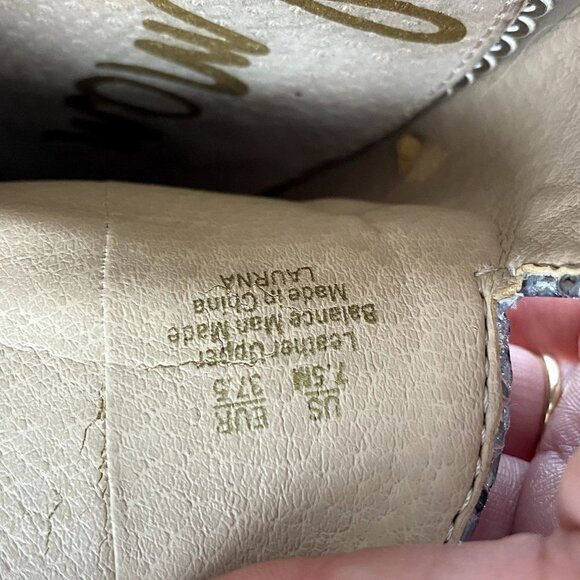 US EUR
7.5M 37.5
Leather Upper
Balance Man Made
Made in China
LAURNA